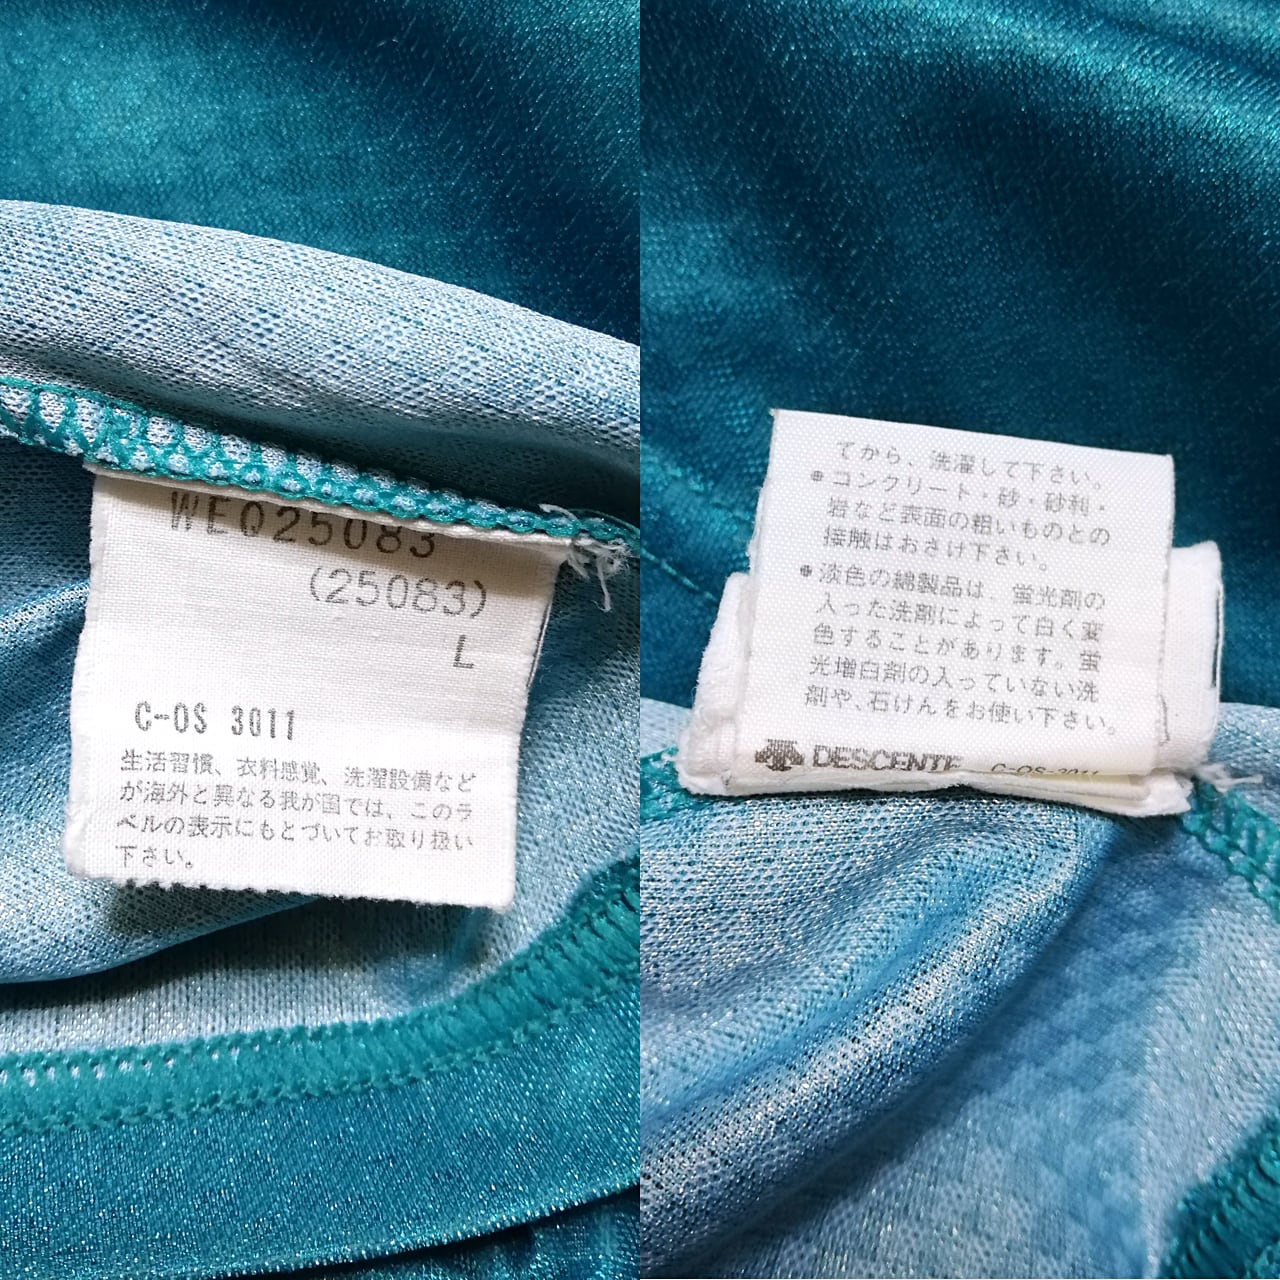 WEQ25083
(25083)
L
C-OS 3011
生活習慣、衣料感覚、洗濯設備など
が海外と異なる我が国では、このラ
ベルの表示にもとづいてお取り扱い
下さい。
てから、洗濯して下さい。
●コンクリート・砂・砂利・
岩など表面の粗いものとの
接触はおさけ下さい。
●淡色の綿製品は、蛍光剤の
入った洗剤によって白く変
色することがあります。蛍
光増白剤の入っていない洗
剤や、石けんをお使い下さい。
DESCENTE C-OS-3011